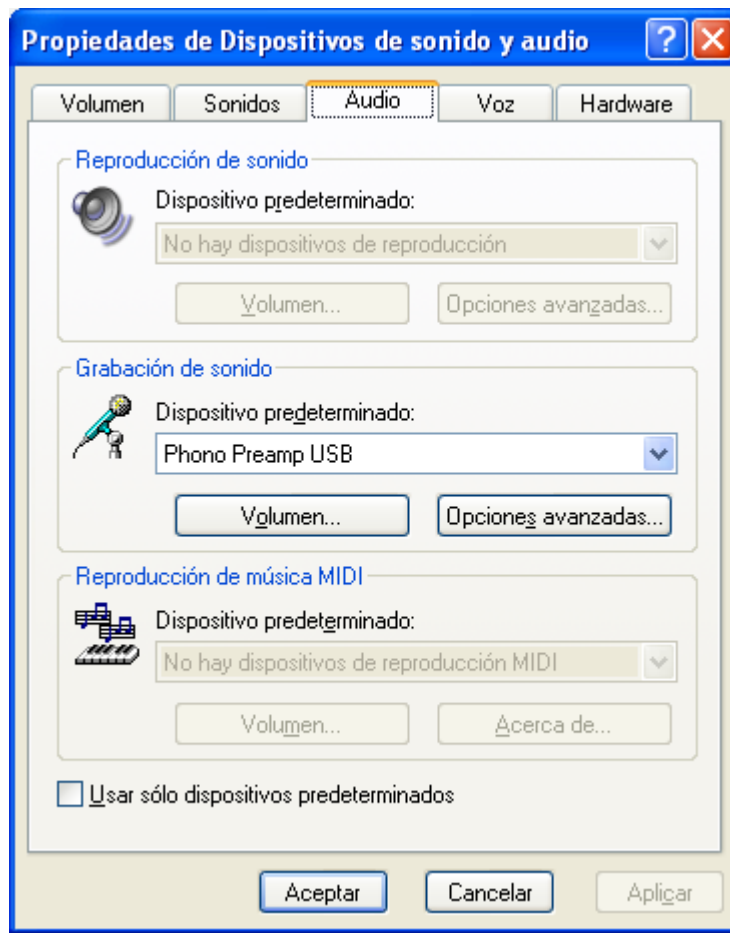 Propiedades de Dispositivos de sonido y audio
Volumen Sonidos Audio Voz Hardware
Reproducción de sonido
Dispositivo predeterminado:
No hay dispositivos de reproducción
Volumen... Opciones avanzadas...
Grabación de sonido
Dispositivo predeterminado:
Phono Preamp USB
Volumen... Opciones avanzadas...
Reproducción de música MIDI
Dispositivo predeterminado:
No hay dispositivos de reproducción MIDI
Volumen... Acerca de...
Usar sólo dispositivos predeterminados
Aceptar Cancelar Aplicar